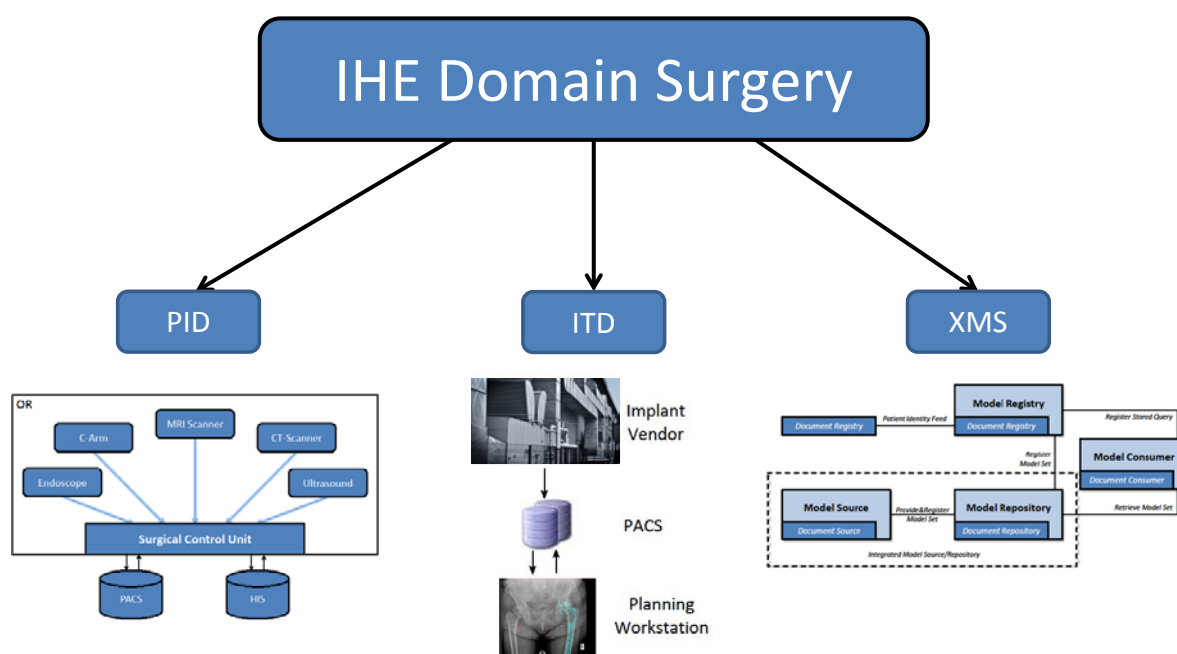 IHE Domain Surgery
PID
ITD
XMS
OR
C-Arm
MRI Scanner
CT-Scanner
Endoscope
Ultrasound
Surgical Control Unit
PACS
HIS
Implant
Vendor
PACS
Planning
Workstation
Model Registry
Document Registry
Patient Identity Feed
Document Registry
Register Stored Query
Register
Model Set
Model Consumer
Document Consumer
Model Source
Document Source
Provide&Register
Model Set
Model Repository
Document Repository
Retrieve Model Set
Integrated Model Source/Repository